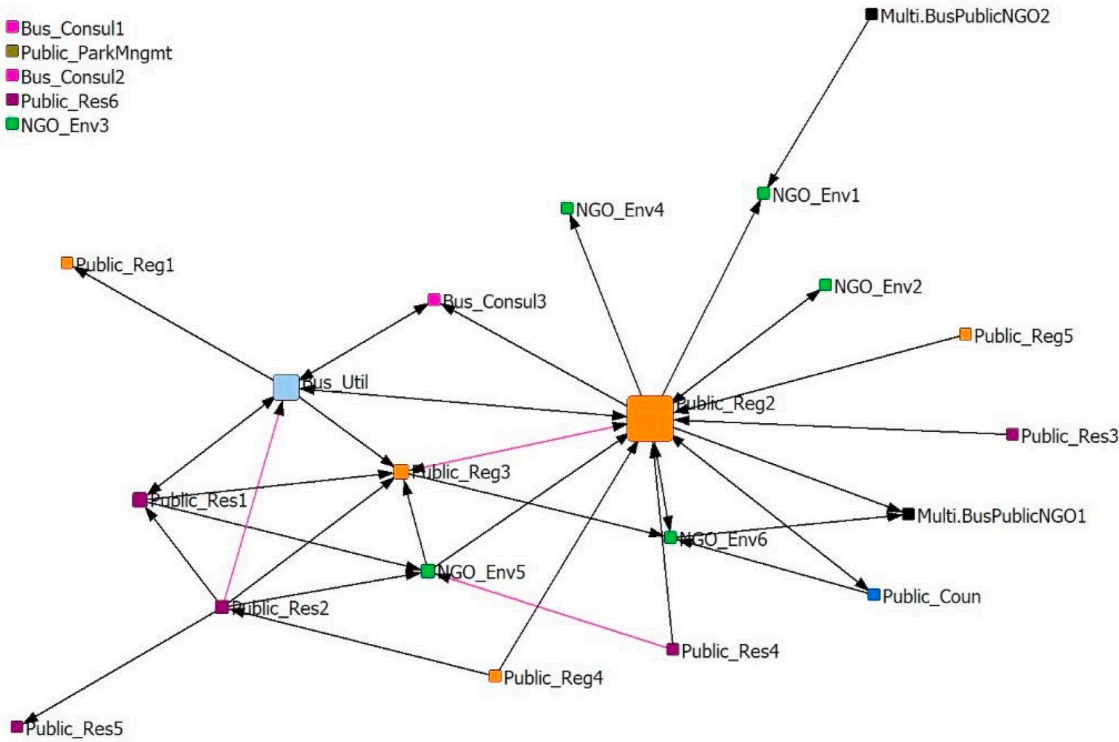 Bus_Consul1
Public_ParkMngmt
Bus_Consul2
Public_Res6
NGO_Env3
Multi.BusPublicNGO2
NGO_Env1
NGO_Env4
Public_Reg1
NGO_Env2
Bus_Consul3
Public_Reg5
Bus_Util
Public_Reg2
Public_Res3
Public_Reg3
Public_Res1
Multi.BusPublicNGO1
NGO_Env6
NGO_Env5
Public_Coun
Public_Res2
Public_Res4
Public_Reg4
Public_Res5